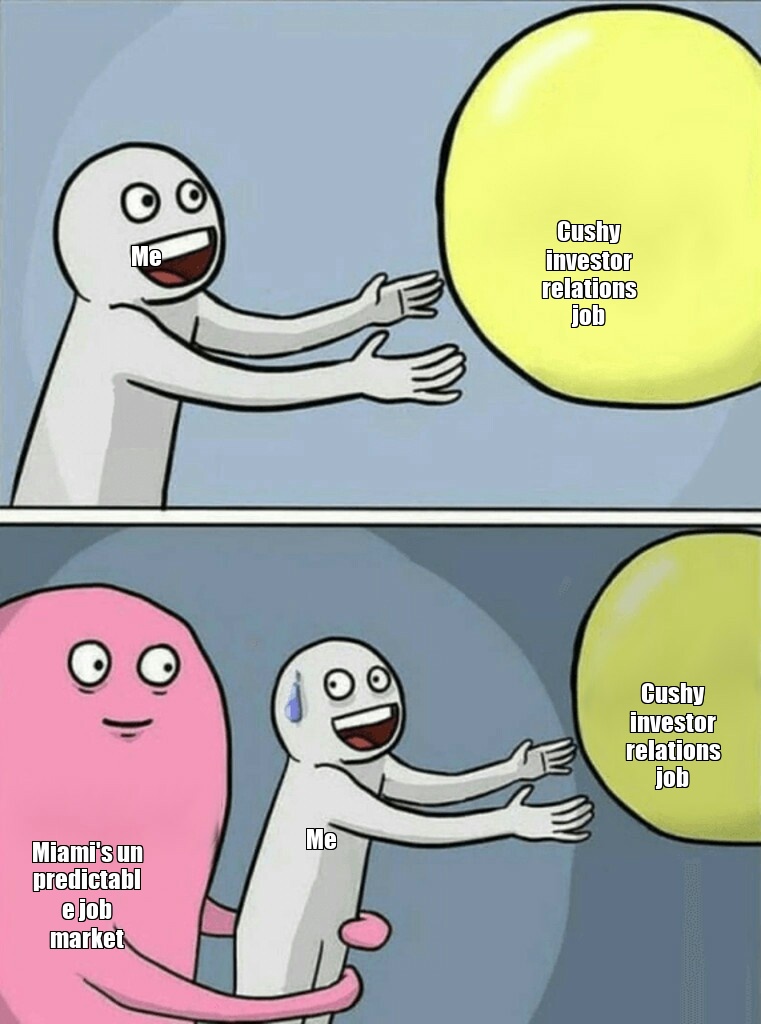 Me
Cushy
investor
relations
job
Cushy
investor
relations
job
Me
Miami's un
predictabl
e job
market